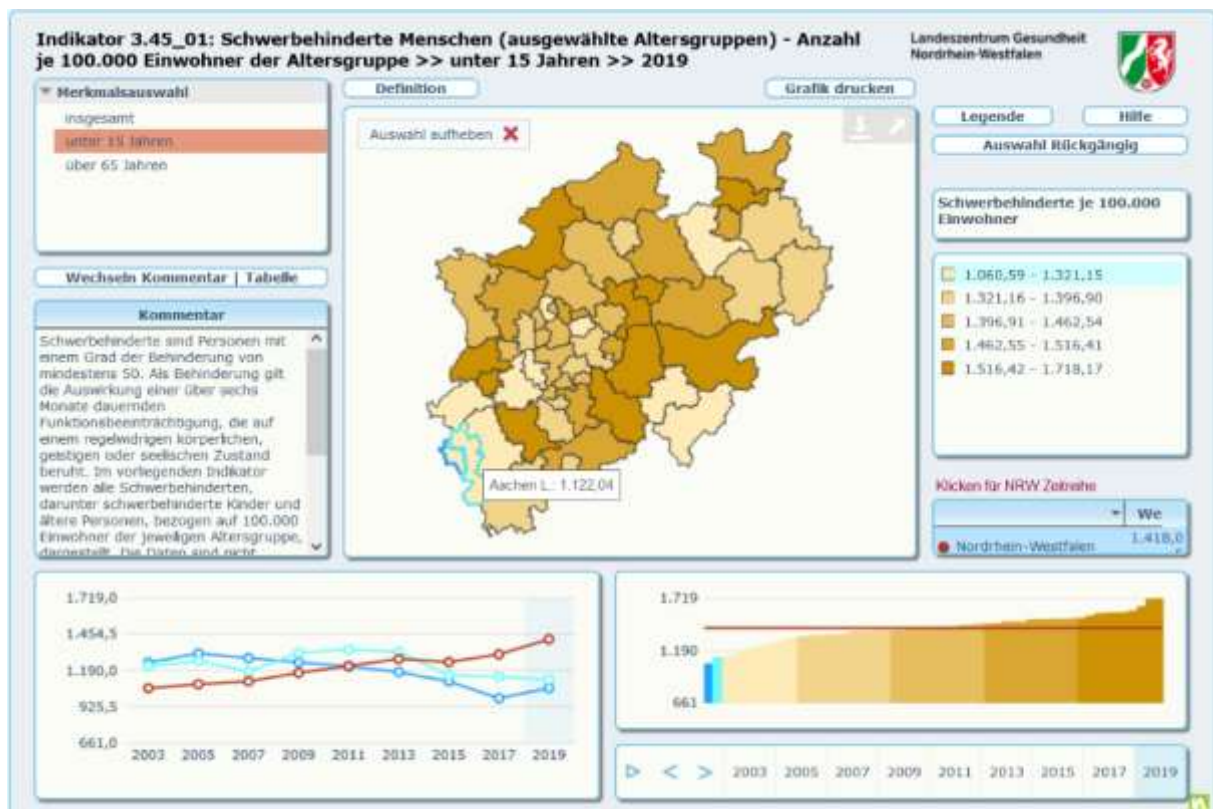 Indikator 3.45_01: Schwerbehinderte Menschen (ausgewählte Altersgruppen) - Anzahl
je 100.000 Einwohner der Altersgruppe >> unter 15 Jahren >> 2019
Landeszentrum Gesundheit
Nordrhein-Westfalen
Merkmalsauswahl
insgesamt
unter 15 Jahren
über 65 Jahren
Definition
Grafik drucken
Auswahl aufheben
Legende
Hilfe
Auswahl Rückgängig
Schwerbehinderte je 100.000
Einwohner
1.060,59 - 1.321,15
1.321,16 - 1.396,90
1.396,91 - 1.462,54
1.462,55 - 1.516,41
1.516,42 - 1.718,17
Wechseln Kommentar | Tabelle
Kommentar
Schwerbehinderte sind Personen mit
einem Grad der Behinderung von
mindestens 50. Als Behinderung gilt
die Auswirkung einer über sechs
Monate dauernden
Funktionsbeeinträchtigung, die auf
einem regelwidrigen körperlichen,
geistigen oder seelischen Zustand
beruht. Im vorliegenden Indikator
werden alle Schwerbehinderten,
darunter schwerbehinderte Kinder und
ältere Personen, bezogen auf 100.000
Einwohner der jeweiligen Altersgruppe,
dargestellt. Die Daten sind nicht
Aachen L.: 1.122,04
Klicken für NRW Zeitreihe
We
Nordrhein-Westfalen
1.418,0
1.719,0
1.454,5
1.190,0
925,5
661,0
2003 2005 2007 2009 2011 2013 2015 2017 2019
1.719
1.190
661
2003 2005 2007 2009 2011 2013 2015 2017 2019